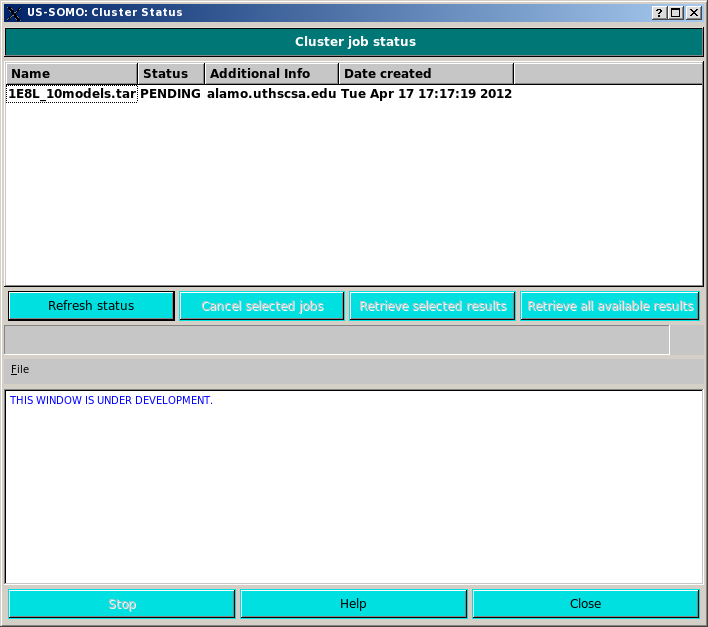 US-SOMO: Cluster Status
Cluster job status
Name Status Additional Info Date created
1E8L_10models.tar PENDING alamo.uthscsa.edu Tue Apr 17 17:17:19 2012
Refresh status Cancel selected jobs Retrieve selected results Retrieve all available results
File
THIS WINDOW IS UNDER DEVELOPMENT.
Stop Help Close